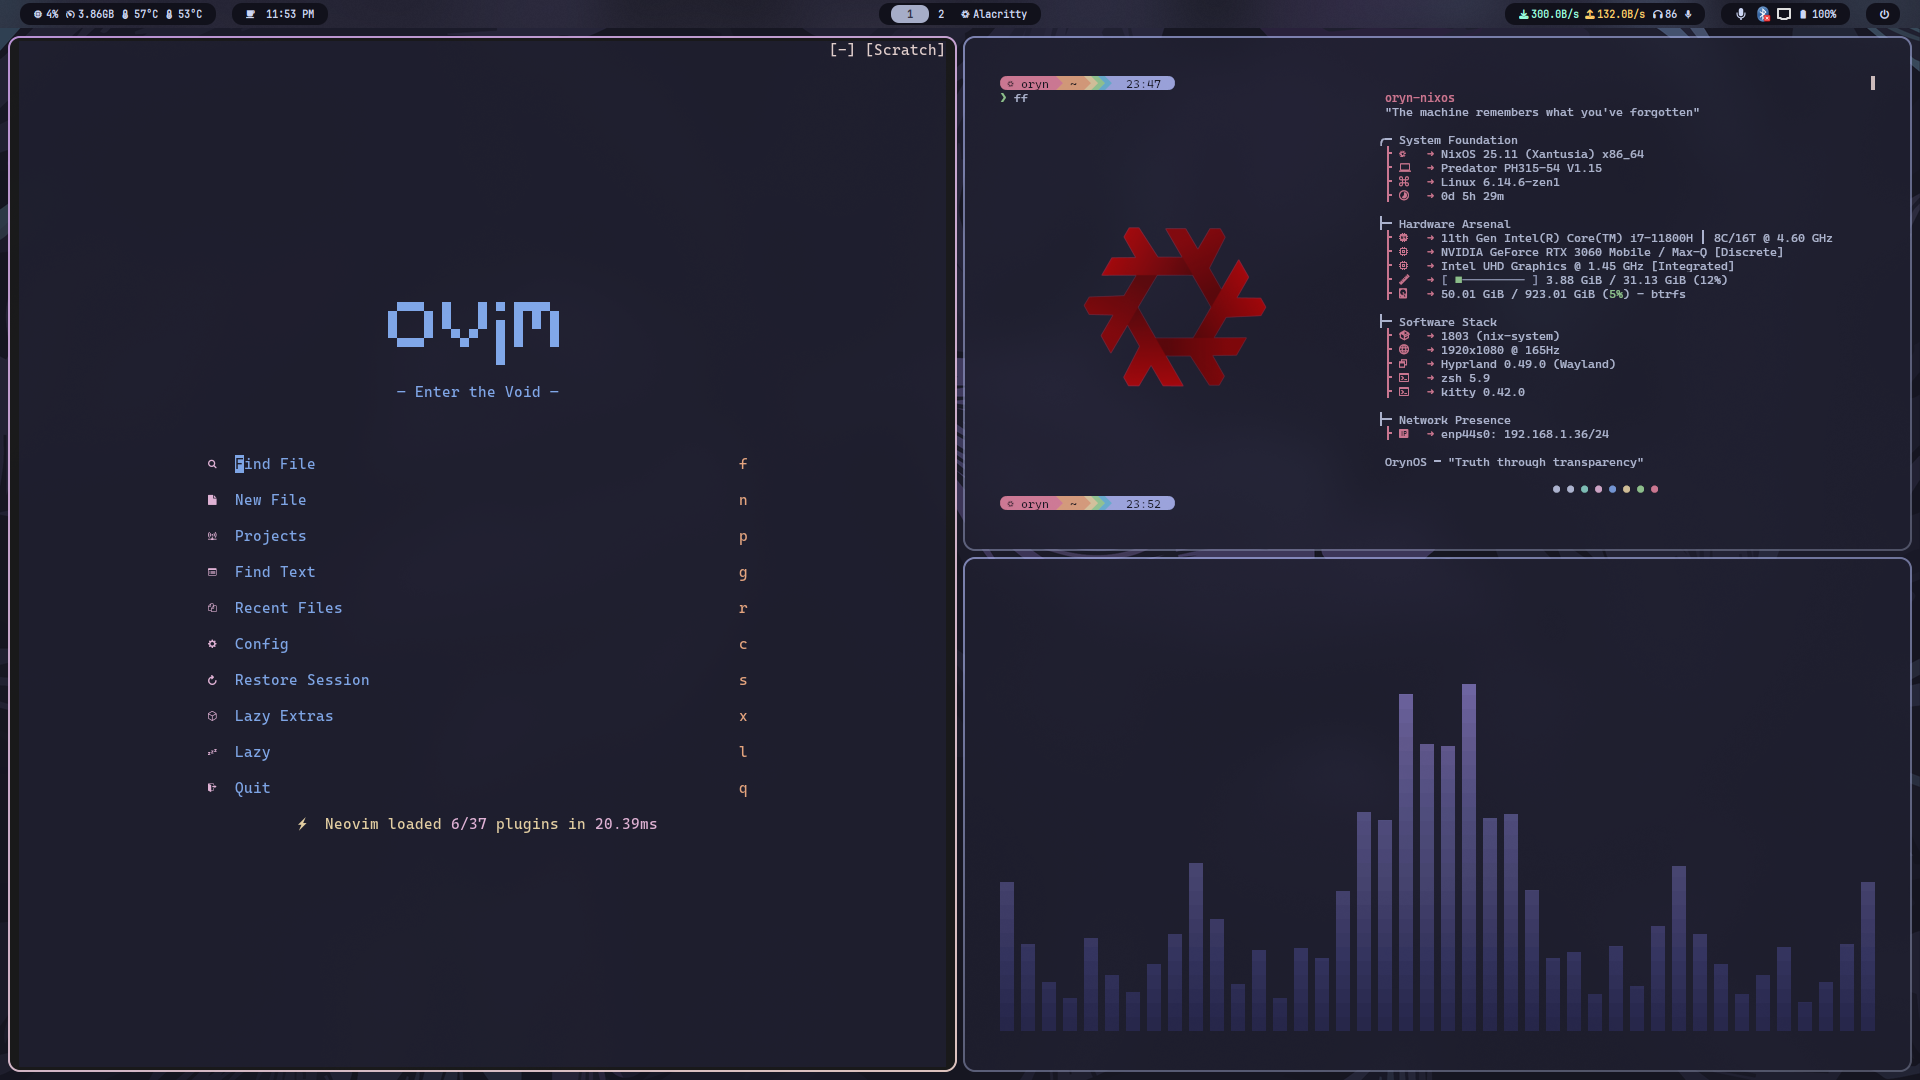 4% 3.86GB 57°C 53°C
11:53 PM
1 2 Alacritty
300.0B/s 132.0B/s 86
100%
[-] [Scratch]
ovim
- Enter the Void -
Find File f
New File n
Projects p
Find Text g
Recent Files r
Config c
Restore Session s
Lazy Extras x
Lazy l
Quit q
Neovim loaded 6/37 plugins in 20.39ms
oryn ~ 23:47
❯ ff
oryn-nixos
"The machine remembers what you've forgotten"
System Foundation
→ NixOS 25.11 (Xantusia) x86_64
→ Predator PH315-54 V1.15
→ Linux 6.14.6-zen1
→ 0d 5h 29m
Hardware Arsenal
→ 11th Gen Intel(R) Core(TM) i7-11800H | 8C/16T @ 4.60 GHz
→ NVIDIA GeForce RTX 3060 Mobile / Max-Q [Discrete]
→ Intel UHD Graphics @ 1.45 GHz [Integrated]
→ [ ■───────── ] 3.88 GiB / 31.13 GiB (12%)
→ 50.01 GiB / 923.01 GiB (5%) - btrfs
Software Stack
→ 1803 (nix-system)
→ 1920x1080 @ 165Hz
→ Hyprland 0.49.0 (Wayland)
→ zsh 5.9
→ kitty 0.42.0
Network Presence
→ enp44s0: 192.168.1.36/24
OrynOS — "Truth through transparency"
oryn ~ 23:52